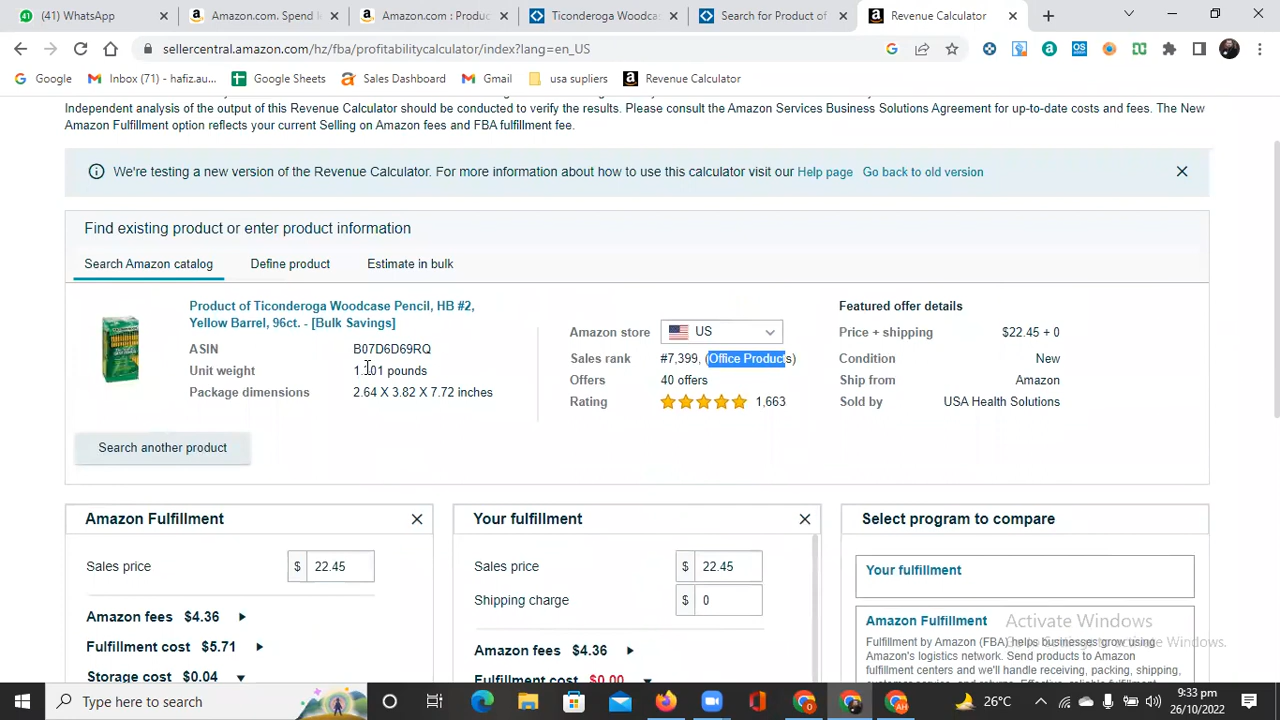 (41) WhatsApp
Amazon.com. Spend l
Amazon.com : Produc
Ticonderoga Woodca
Search for Product of
Revenue Calculator
sellercentral.amazon.com/hz/fba/profitabilitycalculator/index?lang=en_US
Google
Inbox (71) - hafiz.au...
Google Sheets
Sales Dashboard
Gmail
usa supliers
Revenue Calculator
Independent analysis of the output of this Revenue Calculator should be conducted to verify the results. Please consult the Amazon Services Business Solutions Agreement for up-to-date costs and fees. The New
Amazon Fulfillment option reflects your current Selling on Amazon fees and FBA fulfillment fee.
We're testing a new version of the Revenue Calculator. For more information about how to use this calculator visit our Help page Go back to old version
Find existing product or enter product information
Search Amazon catalog
Define product
Estimate in bulk
Product of Ticonderoga Woodcase Pencil, HB #2,
Yellow Barrel, 96ct. - [Bulk Savings]
ASIN B07D6D69RQ
Unit weight pounds
Package dimensions 2.64 X 3.82 X 7.72 inches
Amazon store US
Sales rank #7,399, (Office Products)
Offers 40 offers
Rating 1,663
Featured offer details
Price + shipping $22.45 + 0
Condition New
Ship from Amazon
Sold by USA Health Solutions
Search another product
Amazon Fulfillment
Sales price $ 22.45
Amazon fees $4.36
Fulfillment cost $5.71
Storage cost $0.04
Your fulfillment
Sales price $ 22.45
Shipping charge $ 0
Amazon fees $4.36
Fulfillment cost $0.00
Select program to compare
Your fulfillment
Amazon Fulfillment
Fulfillment by Amazon (FBA) helps businesses grow using
Amazon's logistics network. Send products to Amazon
fulfillment centers and we'll handle receiving, packing, shipping,
Activate Windows
Type here to search
26°C
9:33 pm
26/10/2022